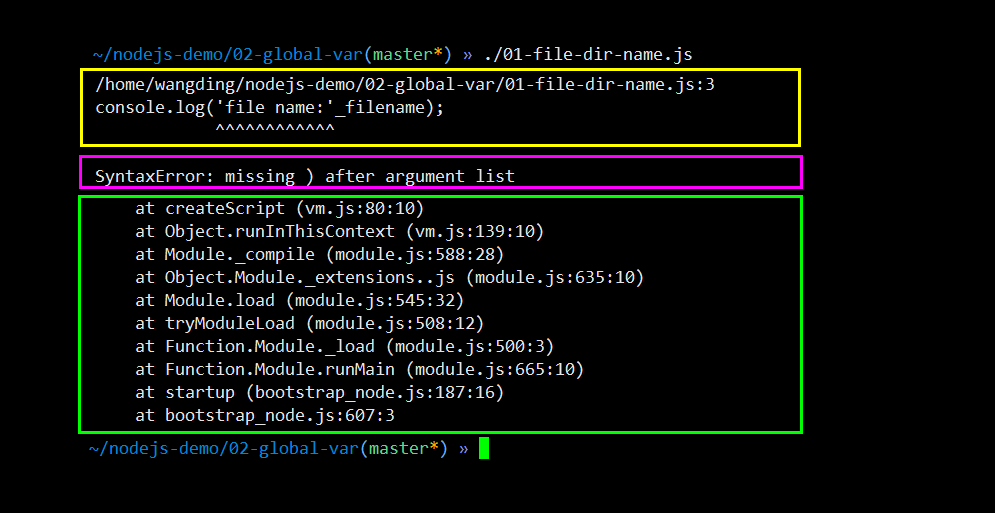 ~/nodejs-demo/02-global-var(master*) » ./01-file-dir-name.js
/home/wangding/nodejs-demo/02-global-var/01-file-dir-name.js:3
console.log('file name:'_filename);
            ^^^^^^^^^^^^
SyntaxError: missing ) after argument list
    at createScript (vm.js:80:10)
    at Object.runInThisContext (vm.js:139:10)
    at Module._compile (module.js:588:28)
    at Object.Module._extensions..js (module.js:635:10)
    at Module.load (module.js:545:32)
    at tryModuleLoad (module.js:508:12)
    at Function.Module._load (module.js:500:3)
    at Function.Module.runMain (module.js:665:10)
    at startup (bootstrap_node.js:187:16)
    at bootstrap_node.js:607:3
~/nodejs-demo/02-global-var(master*) »